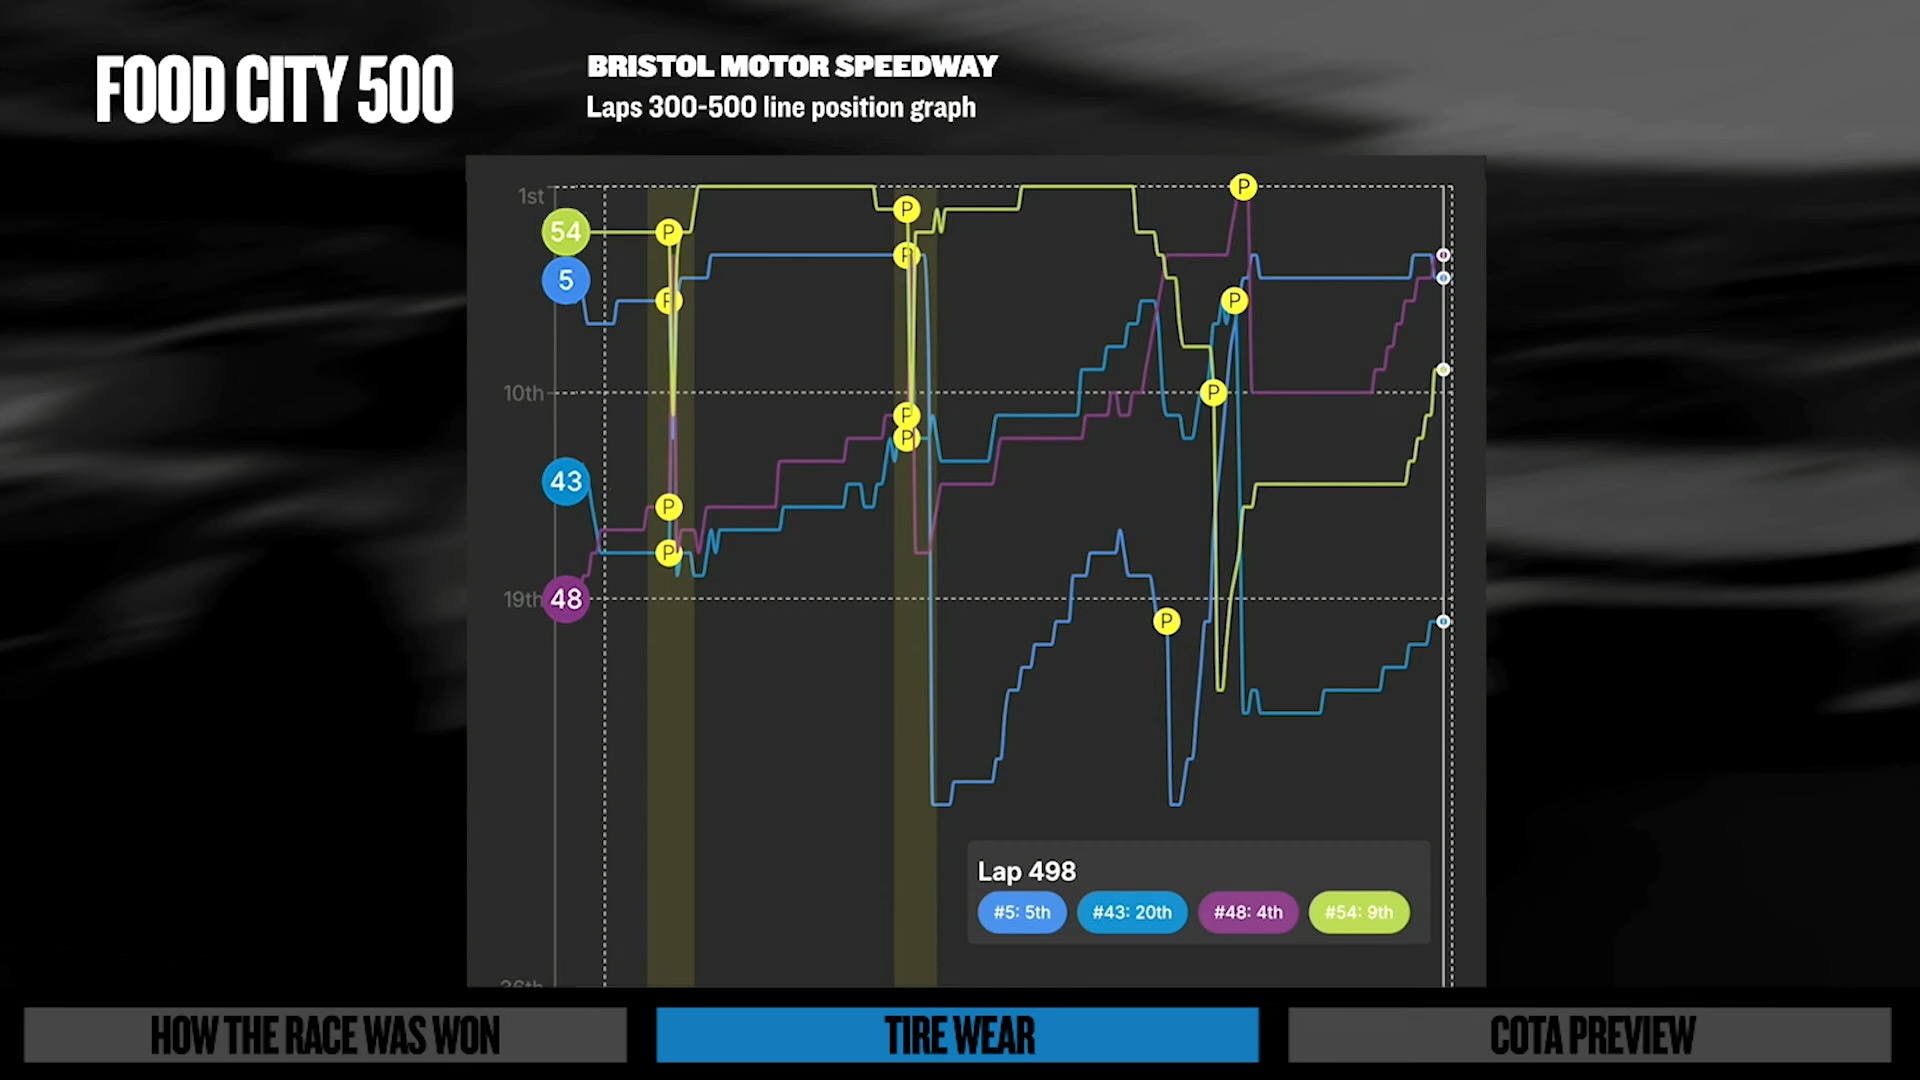 FOOD CITY 500
BRISTOL MOTOR SPEEDWAY
Laps 300-500 line position graph
1st
P
54
P
P
P
5
P
P
P
10th
P
P
P
43
P
P
19th
48
P
Lap 498
#5: 5th
#43: 20th
#48: 4th
#54: 9th
HOW THE RACE WAS WON
TIRE WEAR
COTA PREVIEW